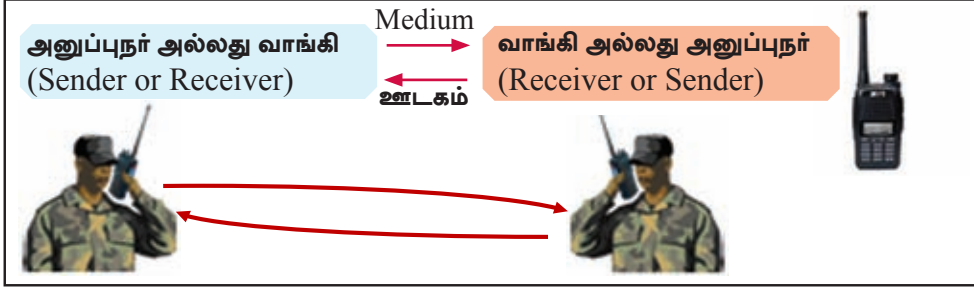 Medium
அனுப்புநர் அல்லது வாங்கி
(Sender or Receiver)
வாங்கி அல்லது அனுப்புநர்
(Receiver or Sender)
ஊடகம்